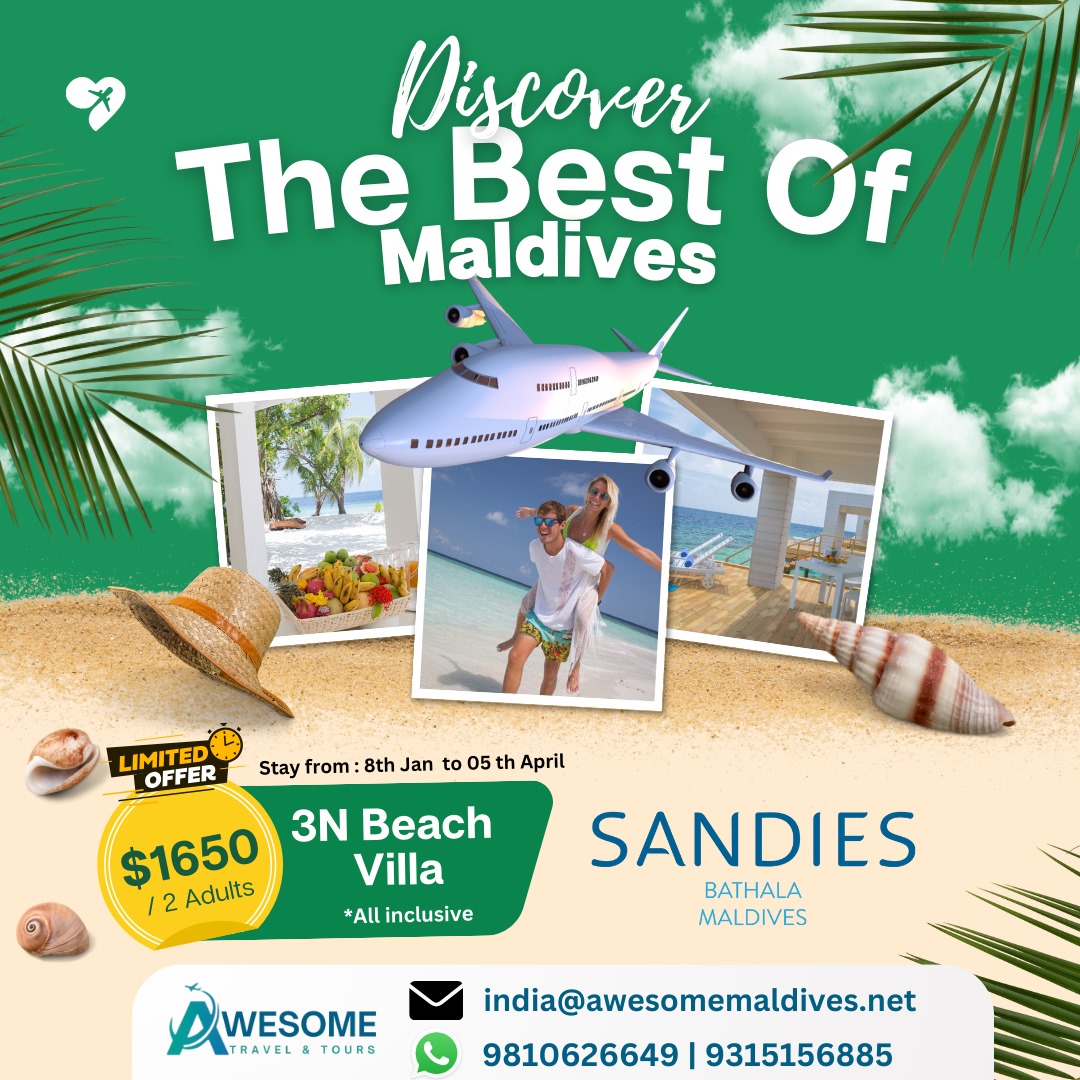 Discover
The Best Of
Maldives
LIMITED
OFFER
Stay from : 8th Jan  to 05 th April
$1650
/ 2 Adults
3N Beach
Villa
*All inclusive
SANDIES
BATHALA
MALDIVES
AWESOME
TRAVEL & TOURS
india@awesomemaldives.net
9810626649 | 9315156885